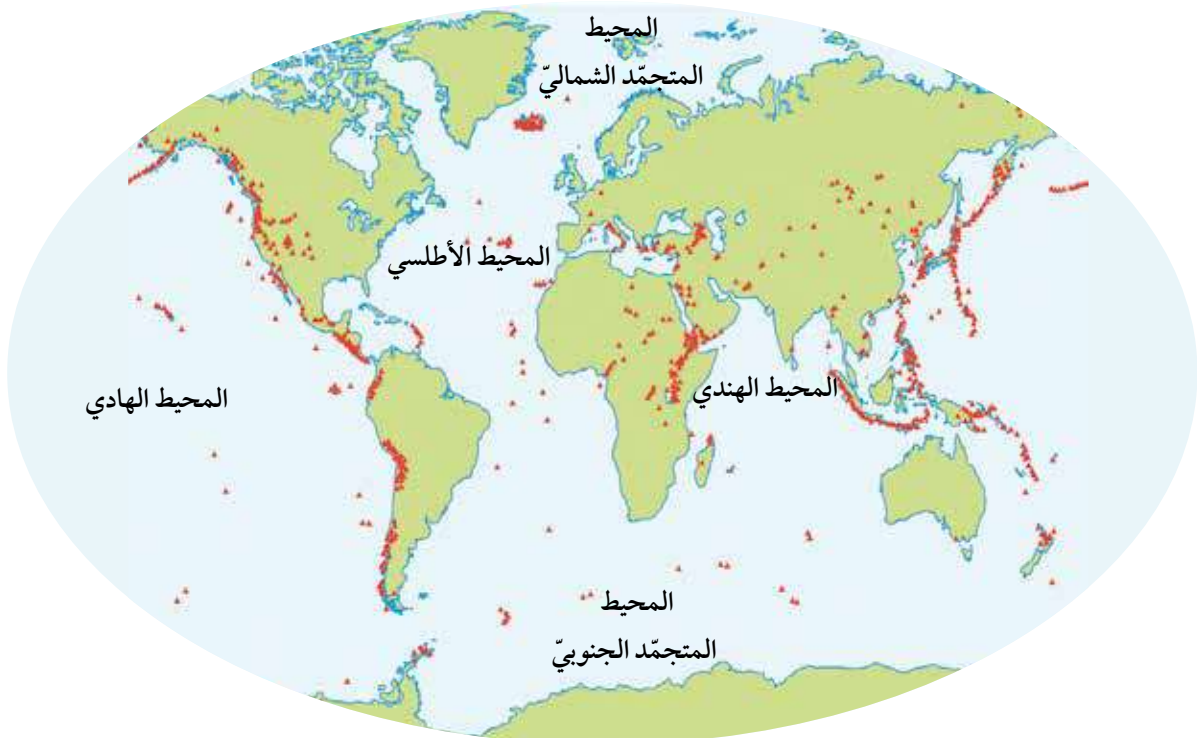 المحيط
المتجمّد الشماليّ
المحيط الأطلسي
المحيط الهندي
المحيط الهادي
المحيط
المتجمّد الجنوبيّ